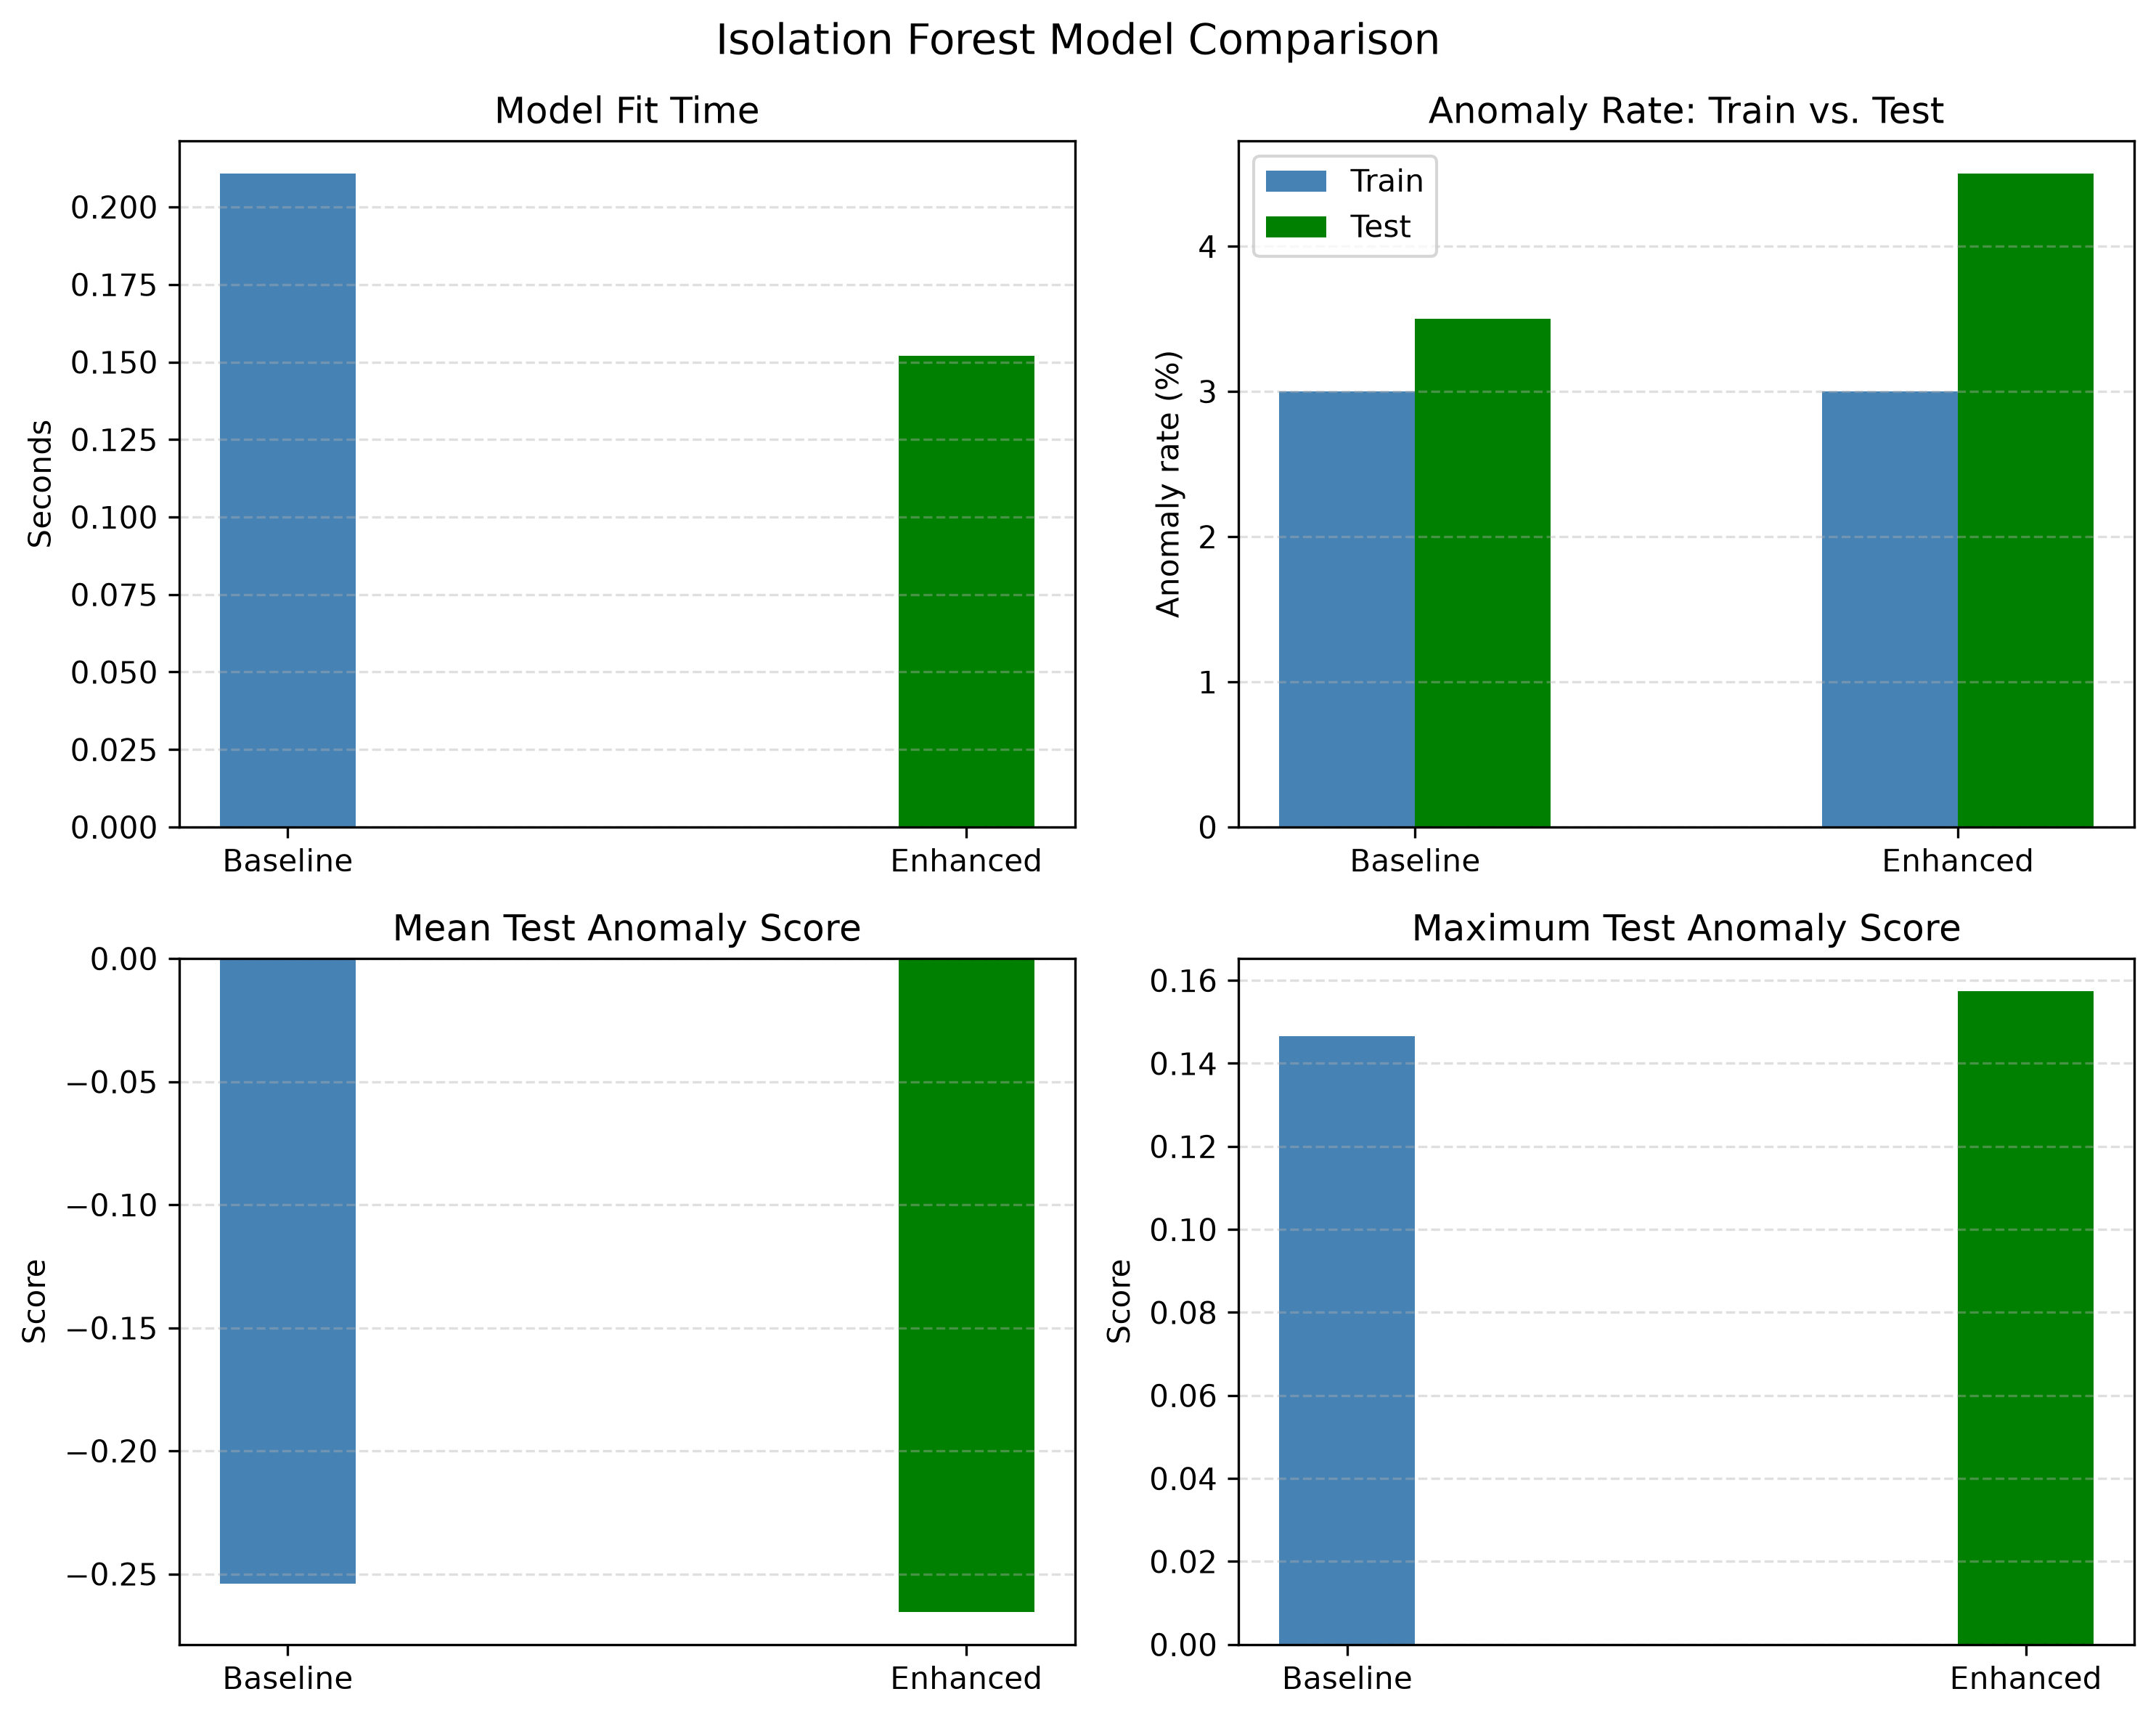 Isolation Forest Model Comparison
Model Fit Time
Seconds
0.200
0.175
0.150
0.125
0.100
0.075
0.050
0.025
0.000
Baseline
Enhanced
Anomaly Rate: Train vs. Test
Train
Test
Anomaly rate (%)
4
3
2
1
0
Baseline
Enhanced
Mean Test Anomaly Score
Score
0.00
−0.05
−0.10
−0.15
−0.20
−0.25
Baseline
Enhanced
Maximum Test Anomaly Score
Score
0.16
0.14
0.12
0.10
0.08
0.06
0.04
0.02
0.00
Baseline
Enhanced